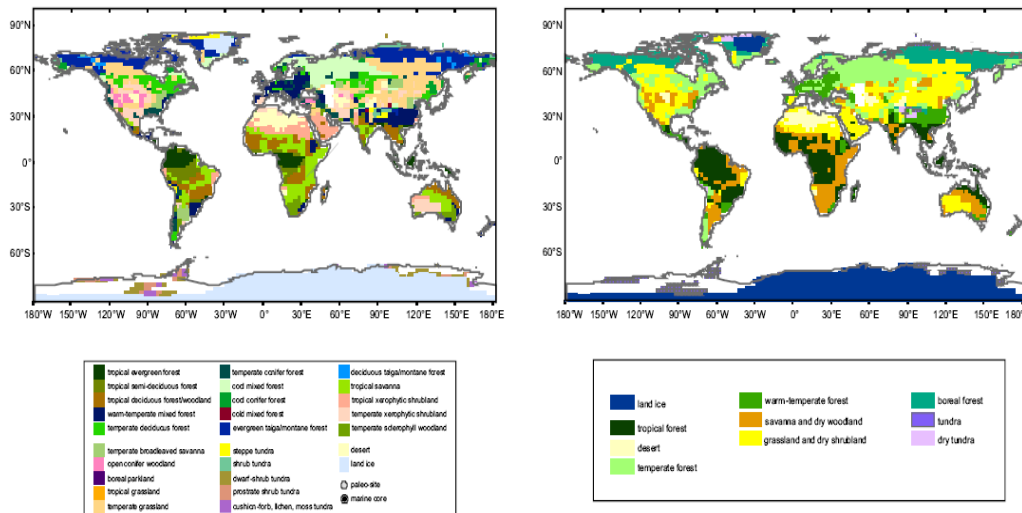 90°N
60°N
30°N
0°
30°S
60°S
180°W 150°W 120°W 90°W 60°W 30°W 0°W 30°E 60°E 90°E 120°E 150°E 180°E
90°N
60°N
30°N
0°
30°S
60°S
150°W 120°W 90°W 60°W 30°W 0°W 30°E 60°E 90°E 120°E 150°E 180°
tropical evergreen forest
tropical semi-deciduous forest
tropical deciduous forest/woodland
warm-temperate mixed forest
temperate deciduous forest
temperate broadleaved savanna
open conifer woodland
boreal parkland
tropical grassland
temperate grassland
temperate conifer forest
cool mixed forest
cool conifer forest
cold mixed forest
evergreen taiga/montane forest
steppe tundra
shrub tundra
dwarf-shrub tundra
prostrate shrub tundra
cushion-forb, lichen, moss tundra
deciduous taiga/montane forest
tropical savanna
tropical xerophytic shrubland
temperate xerophytic shrubland
temperate sclerophyll woodland
desert
land ice
paleo-site
marine core
land ice
tropical forest
desert
temperate forest
warm-temperate forest
savanna and dry woodland
grassland and dry shrubland
boreal forest
tundra
dry tundra